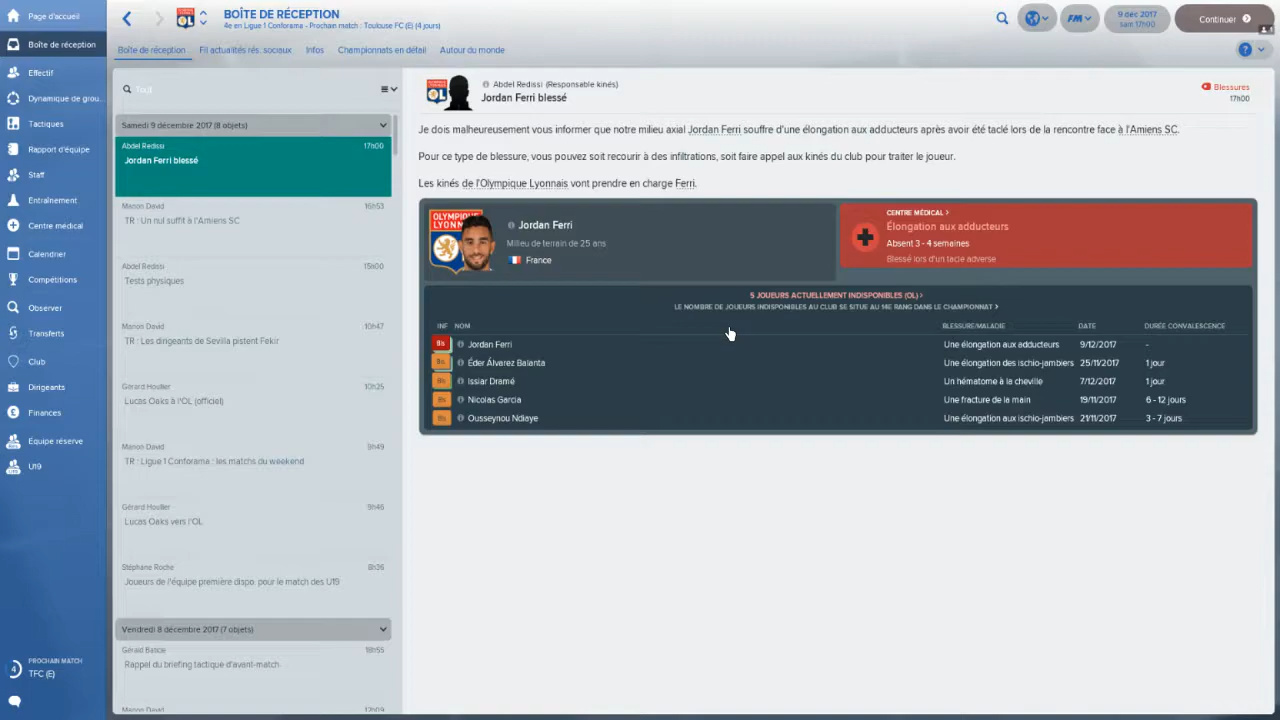 Page d'accueil
Boîte de réception
Effectif
Dynamique de grou...
Tactiques
Rapport d'équipe
Staff
Entraînement
Centre médical
Calendrier
Compétitions
Observer
Transferts
Club
Dirigeants
Finances
Équipe réserve
U19
4
PROCHAIN MATCH
TFC (E)
BOÎTE DE RÉCEPTION
4e en Ligue 1 Conforama - Prochain match : Toulouse FC (E) (4 jours)
FM
9 déc 2017
sam 17h00
Continuer
Boîte de réception Fil actualités rés. sociaux Infos Championnats en détail Autour du monde
?
Tout
Samedi 9 décembre 2017 (8 objets)
Abdel Redissi 17h00
Jordan Ferri blessé
Manon David 16h53
TR : Un nul suffit à l'Amiens SC
Abdel Redissi 15h00
Tests physiques
Manon David 10h47
TR : Les dirigeants de Sevilla pistent Fekir
Gérard Houllier 10h25
Lucas Oaks à l'OL (officiel)
Manon David 9h49
TR : Ligue 1 Conforama : les matchs du weekend
Gérard Houllier 9h46
Lucas Oaks vers l'OL
Stéphane Roche 8h36
Joueurs de l'équipe première dispo. pour le match des U19
Vendredi 8 décembre 2017 (7 objets)
Gérald Baticle 18h55
Rappel du briefing tactique d'avant-match
Manon David 12h09
Abdel Redissi (Responsable kinés)
Jordan Ferri blessé
Blessures
17h00
Je dois malheureusement vous informer que notre milieu axial Jordan Ferri souffre d'une élongation aux adducteurs après avoir été taclé lors de la rencontre face à l'Amiens SC.
Pour ce type de blessure, vous pouvez soit recourir à des infiltrations, soit faire appel aux kinés du club pour traiter le joueur.
Les kinés de l'Olympique Lyonnais vont prendre en charge Ferri.
Jordan Ferri
Milieu de terrain de 25 ans
France
CENTRE MÉDICAL >
Élongation aux adducteurs
Absent 3 - 4 semaines
Blessé lors d'un tacle adverse
5 JOUEURS ACTUELLEMENT INDISPONIBLES (OL) >
LE NOMBRE DE JOUEURS INDISPONIBLES AU CLUB SE SITUE AU 14E RANG DANS LE CHAMPIONNAT >
INF NOM BLESSURE/MALADIE DATE DURÉE CONVALESCENCE
Bls Jordan Ferri Une élongation aux adducteurs 9/12/2017 -
Bls Éder Álvarez Balanta Une élongation des ischio-jambiers 25/11/2017 1 jour
Bls Issiar Dramé Un hématome à la cheville 7/12/2017 1 jour
Bls Nicolas Garcia Une fracture de la main 19/11/2017 6 - 12 jours
Bls Ousseynou Ndiaye Une élongation aux ischio-jambiers 21/11/2017 3 - 7 jours